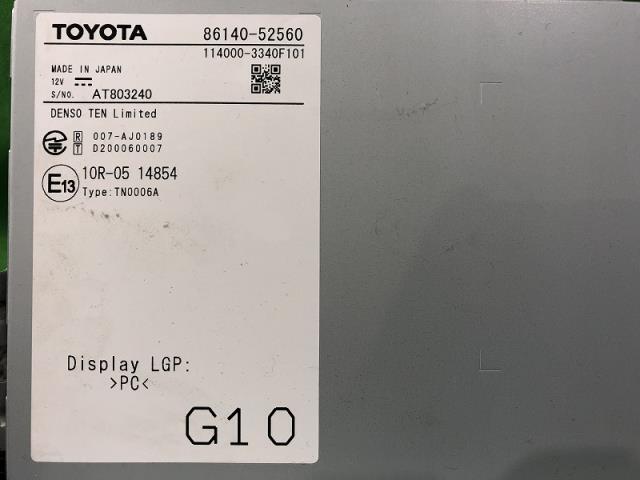 TOYOTA 86140-52560
114000-3340F101
MADE IN JAPAN
12V
S/NO. AT803240
DENSO TEN Limited
R 007-AJ0189
T D200060007
E13 10R-05 14854
Type:TN0006A
Display LGP:
>PC<
G10